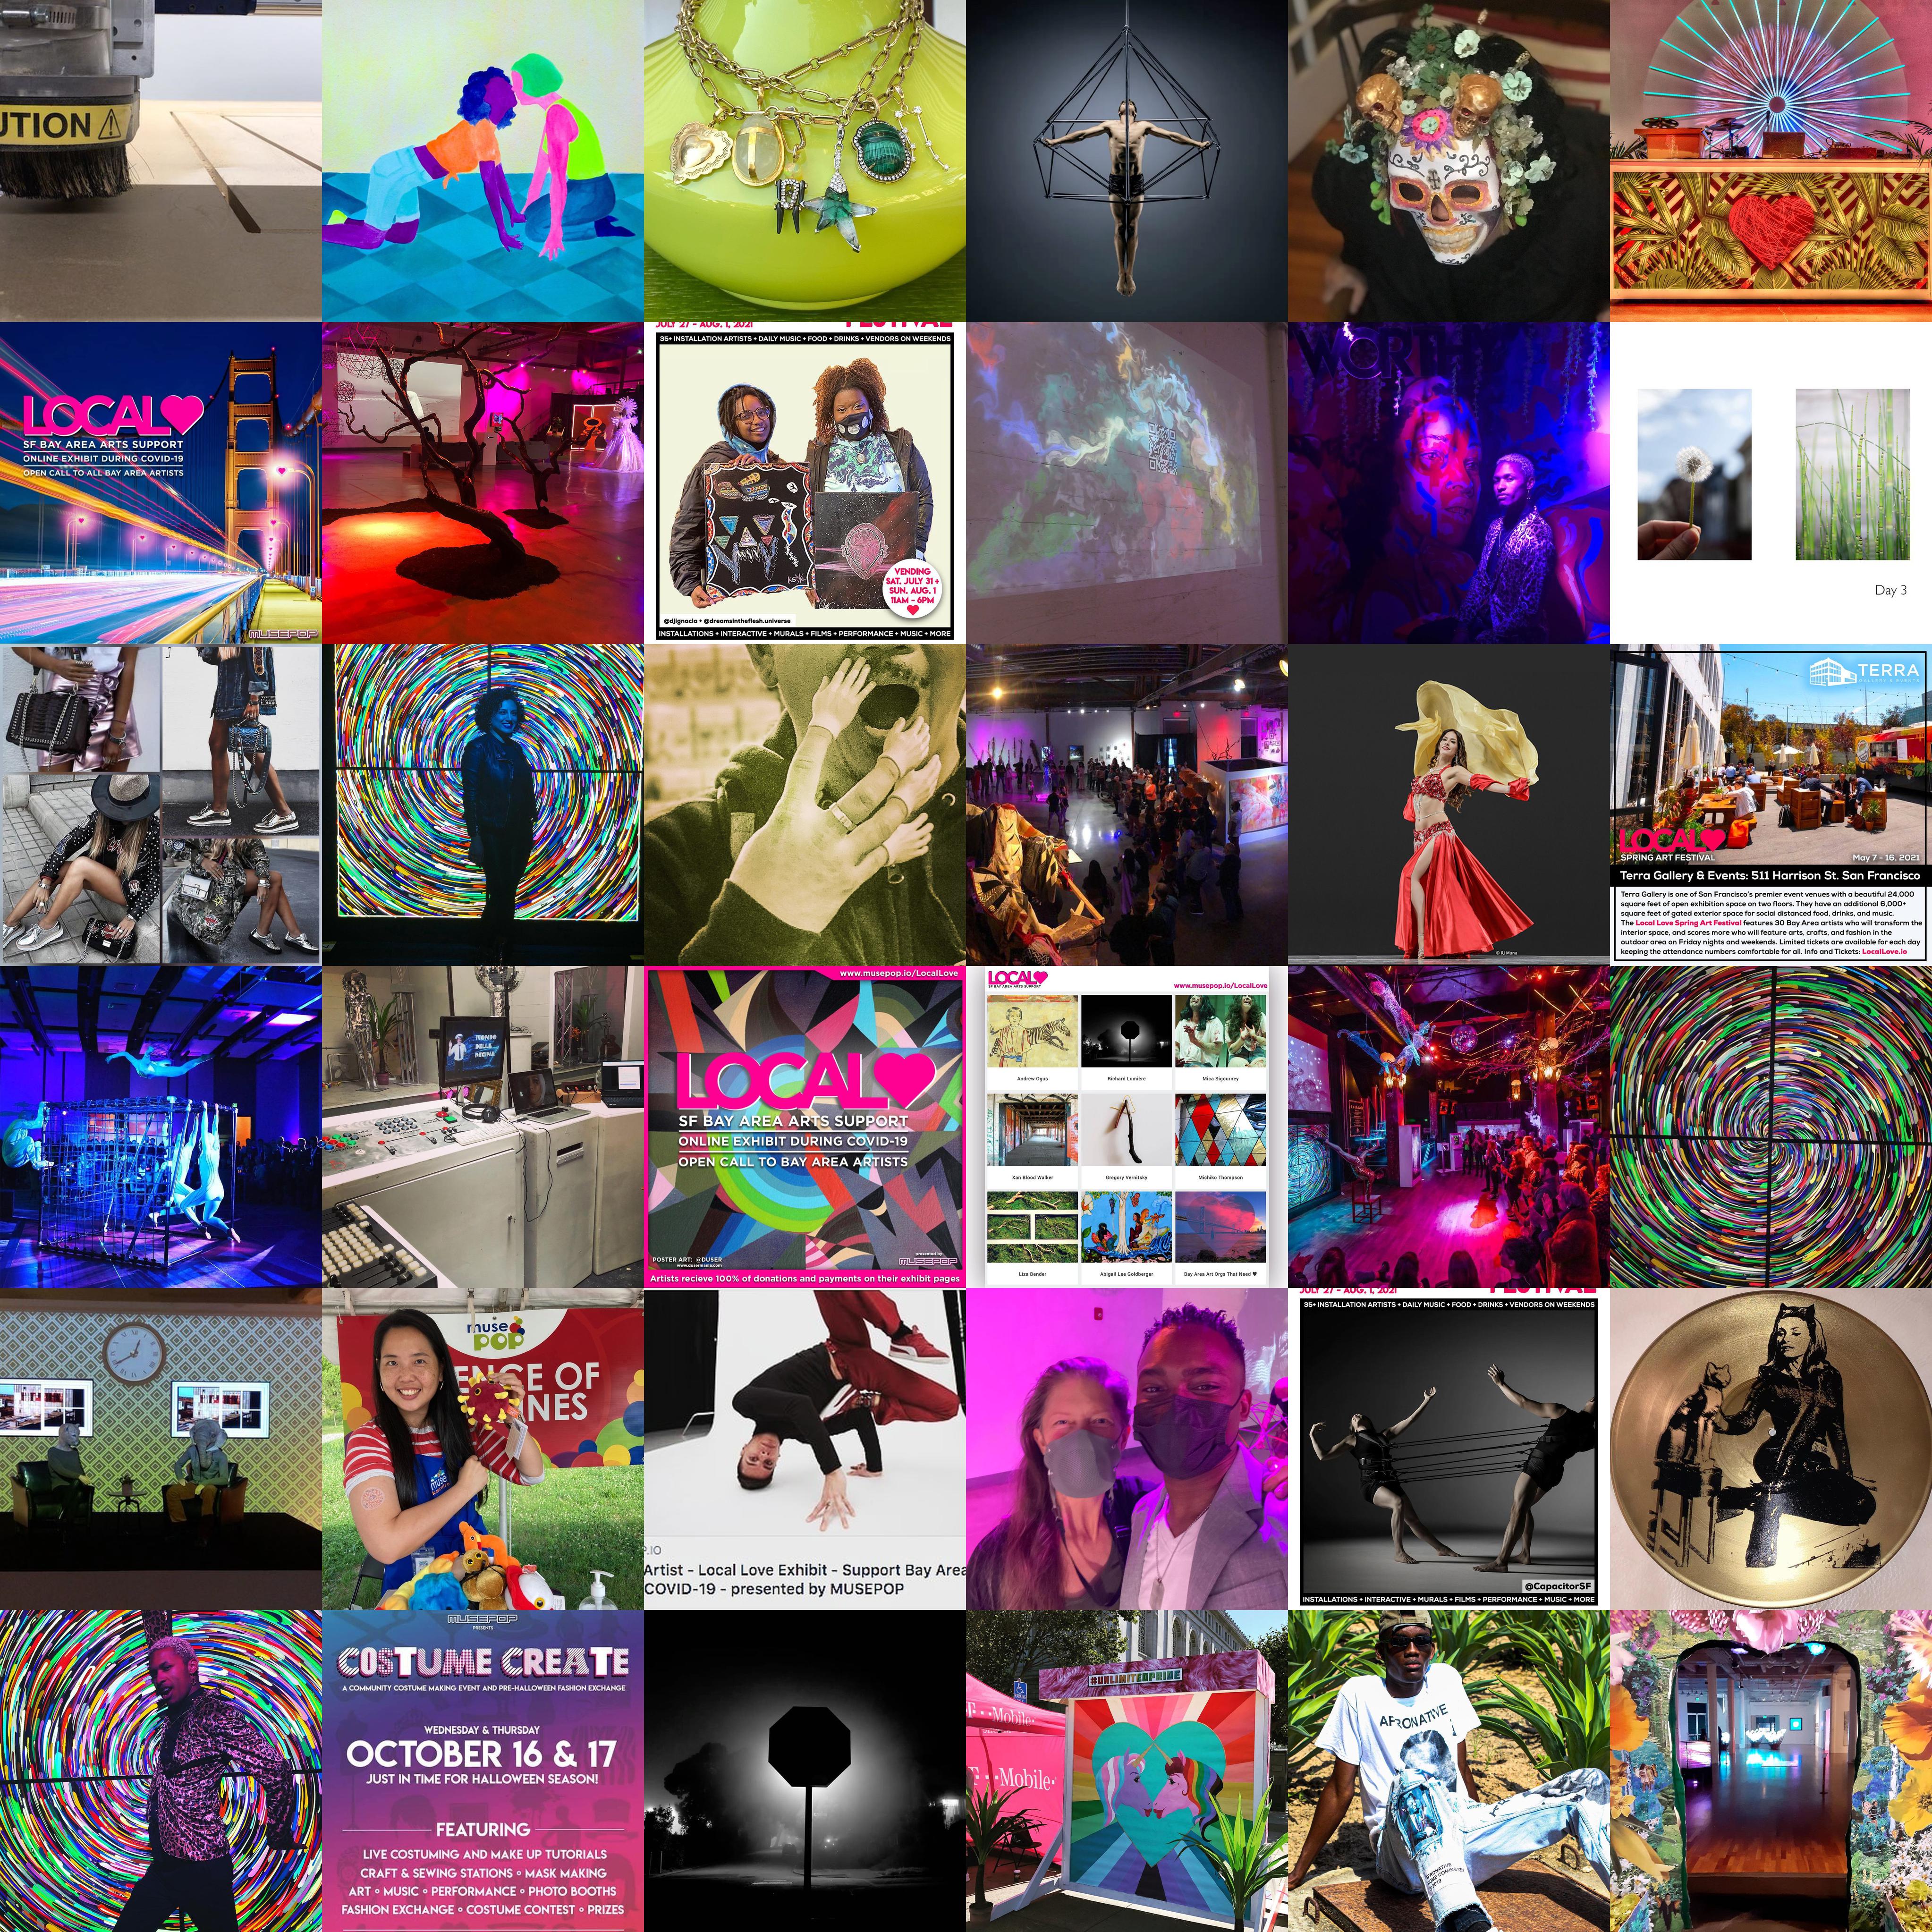 UTION
LOCAL
SF BAY AREA ARTS SUPPORT
ONLINE EXHIBIT DURING COVID-19
OPEN CALL TO ALL BAY AREA ARTISTS
MUSEPOP
JULY 27 - AUG. 1, 2021
FESTIVAL
35+ INSTALLATION ARTISTS + DAILY MUSIC + FOOD + DRINKS + VENDORS ON WEEKENDS
VENDING
SAT. JULY 31 +
SUN. AUG. 1
11AM - 6PM
@djignacia + @dreamsintheflesh.universe
INSTALLATIONS + INTERACTIVE + MURALS + FILMS + PERFORMANCE + MUSIC + MORE
WORTH
Day 3
TERRA
GALLERY & EVENTS
LOCAL
SPRING ART FESTIVAL
May 7 - 16, 2021
Terra Gallery & Events: 511 Harrison St. San Francisco
Terra Gallery is one of San Francisco's premier event venues with a beautiful 24,000
square feet of open exhibition space on two floors. They have an additional 6,000+
square feet of gated exterior space for social distanced food, drinks, and music.
The Local Love Spring Art Festival features 30 Bay Area artists who will transform the
interior space, and scores more who will feature arts, crafts, and fashion in the
outdoor area on Friday nights and weekends. Limited tickets are available for each day
keeping the attendance numbers comfortable for all. Info and Tickets: LocalLove.io
© RJ Muna
MONDO
DELLA
REGINA
www.musepop.io/LocalLove
LOCAL
SF BAY AREA ARTS SUPPORT
ONLINE EXHIBIT DURING COVID-19
OPEN CALL TO BAY AREA ARTISTS
POSTER ART: @DUSER
www.dusermania.com
presented by
MUSEPOP
Artists recieve 100% of donations and payments on their exhibit pages
LOCAL
SF BAY AREA ARTS SUPPORT
www.musepop.io/LocalLove
Andrew Ogus
Richard Lumière
Mica Sigourney
Xan Blood Walker
Gregory Vernitsky
Michiko Thompson
Liza Bender
Abigail Lee Goldberger
Bay Area Art Orgs That Need
muse
POP
ENCE OF
INES
muse
P.IO
Artist - Local Love Exhibit - Support Bay Area
COVID-19 - presented by MUSEPOP
JULY 27 - AUG. 1, 2021
FESTIVAL
35+ INSTALLATION ARTISTS + DAILY MUSIC + FOOD + DRINKS + VENDORS ON WEEKENDS
@CapacitorSF
INSTALLATIONS + INTERACTIVE + MURALS + FILMS + PERFORMANCE + MUSIC + MORE
MUSEPOP
PRESENTS
COSTUME CREATE
A COMMUNITY COSTUME MAKING EVENT AND PRE-HALLOWEEN FASHION EXCHANGE
WEDNESDAY & THURSDAY
OCTOBER 16 & 17
JUST IN TIME FOR HALLOWEEN SEASON!
FEATURING
LIVE COSTUMING AND MAKE UP TUTORIALS
CRAFT & SEWING STATIONS • MASK MAKING
ART • MUSIC • PERFORMANCE • PHOTO BOOTHS
FASHION EXCHANGE • COSTUME CONTEST • PRIZES
#UNLIMITEDPRIDE
T··Mobile·
T··Mobile·
AFRONATIVE